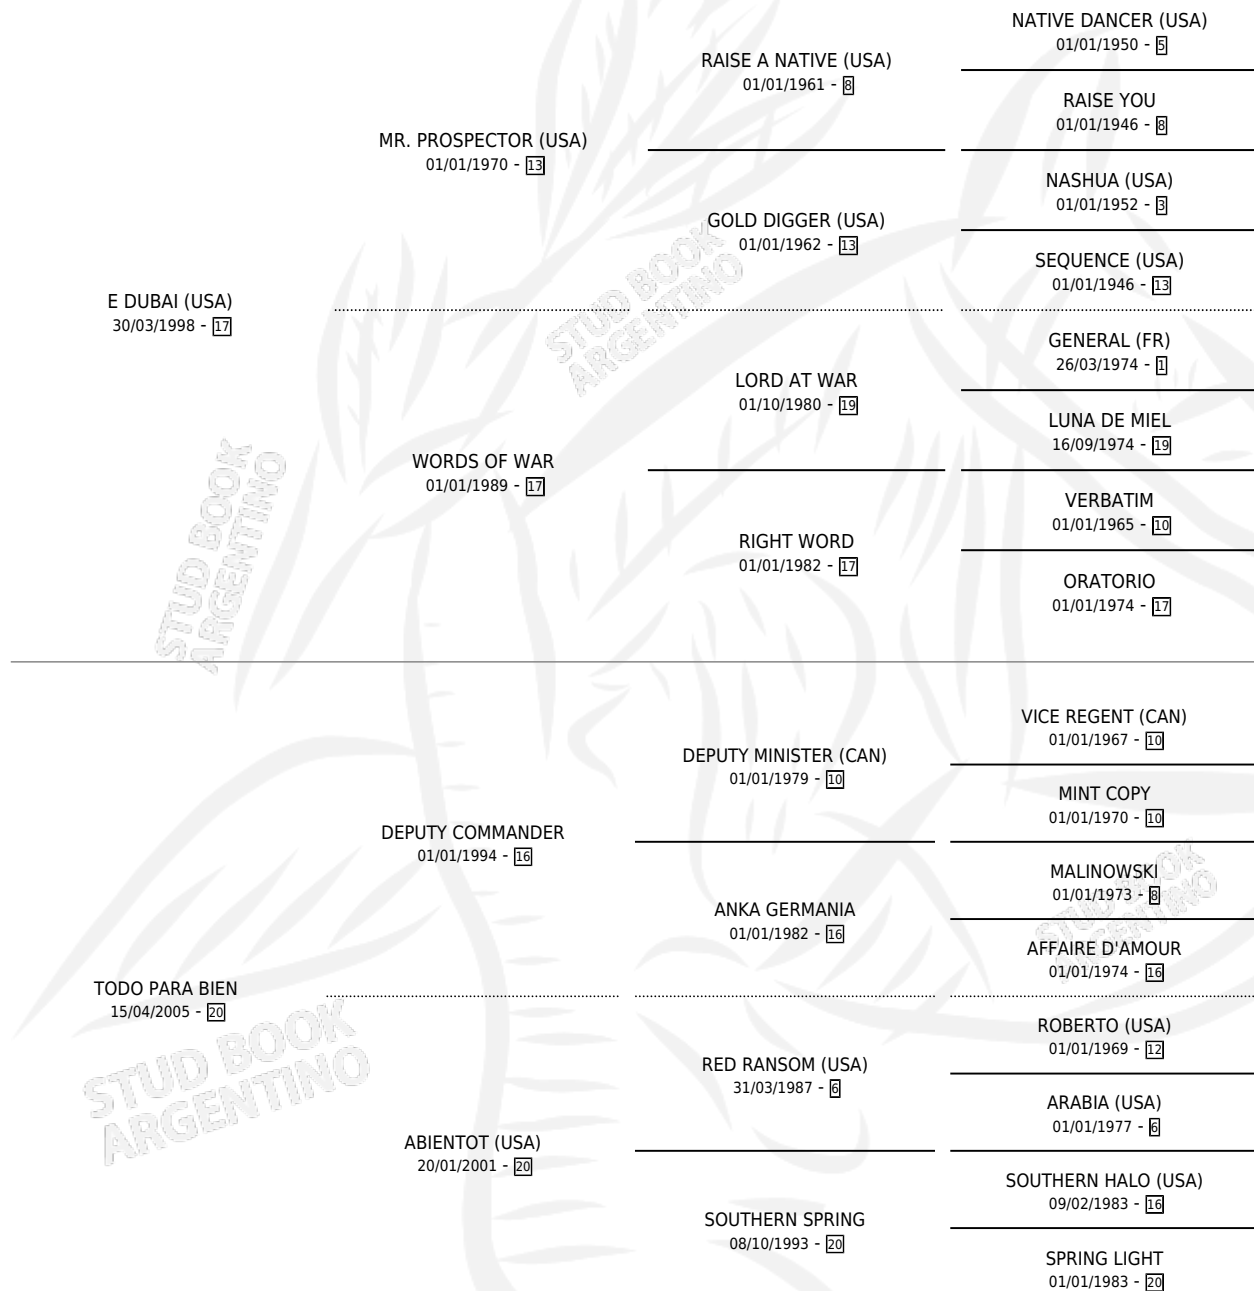 NATIVE DANCER (USA)
01/01/1950 - 5
RAISE A NATIVE (USA)
01/01/1961 - 8
RAISE YOU
01/01/1946 - 8
MR. PROSPECTOR (USA)
01/01/1970 - 13
NASHUA (USA)
01/01/1952 - 3
GOLD DIGGER (USA)
01/01/1962 - 13
SEQUENCE (USA)
01/01/1946 - 13
E DUBAI (USA)
30/03/1998 - 17
GENERAL (FR)
26/03/1974 - 1
LORD AT WAR
01/10/1980 - 19
LUNA DE MIEL
16/09/1974 - 19
WORDS OF WAR
01/01/1989 - 17
VERBATIM
01/01/1965 - 10
RIGHT WORD
01/01/1982 - 17
ORATORIO
01/01/1974 - 17
VICE REGENT (CAN)
01/01/1967 - 10
DEPUTY MINISTER (CAN)
01/01/1979 - 10
MINT COPY
01/01/1970 - 10
DEPUTY COMMANDER
01/01/1994 - 16
MALINOWSKI
01/01/1973 - 8
ANKA GERMANIA
01/01/1982 - 16
AFFAIRE D'AMOUR
01/01/1974 - 16
TODO PARA BIEN
15/04/2005 - 20
ROBERTO (USA)
01/01/1969 - 12
RED RANSOM (USA)
31/03/1987 - 6
ARABIA (USA)
01/01/1977 - 6
ABIENTOT (USA)
20/01/2001 - 20
SOUTHERN HALO (USA)
09/02/1983 - 16
SOUTHERN SPRING
08/10/1993 - 20
SPRING LIGHT
01/01/1983 - 20
STUD BOOK
ARGENTINO
STUD BOOK
ARGENTINO
STUD BOOK
ARGENTINO
STUD BOOK
ARGENTINO